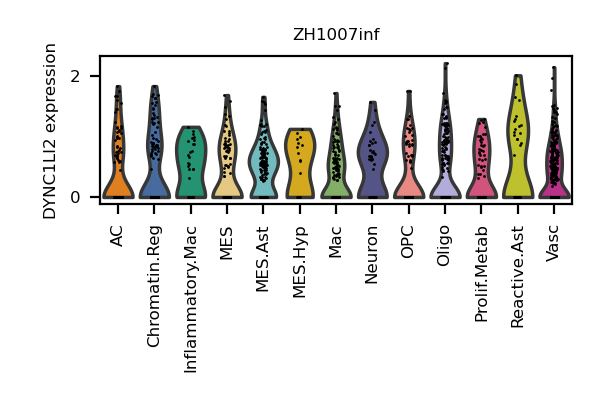 ZH1007inf
DYNC1LI2 expression
2
0
AC
Chromatin.Reg
Inflammatory.Mac
MES
MES.Ast
MES.Hyp
Mac
Neuron
OPC
Oligo
Prolif.Metab
Reactive.Ast
Vasc